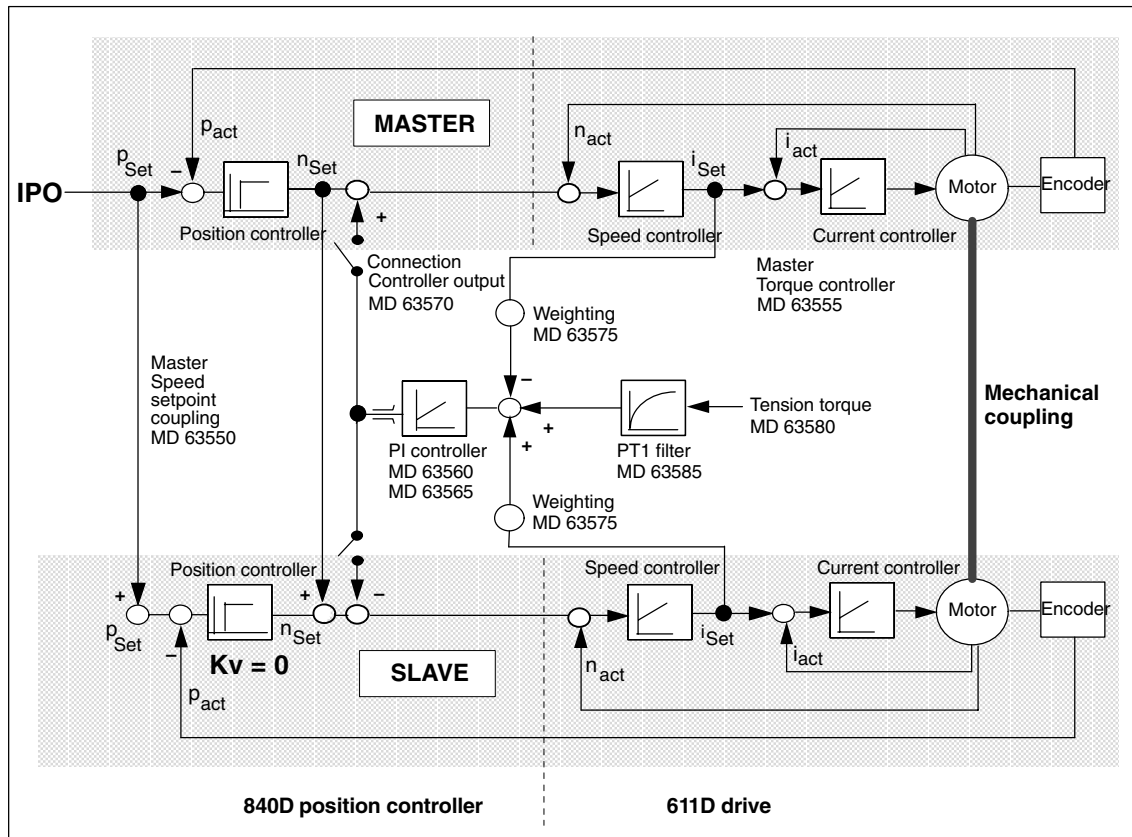 MASTER
p_act
p_Set
n_Set
n_act
i_Set
i_act
IPO
–
Motor
Encoder
Position controller
+
Speed controller
Current controller
Connection
Controller output
MD 63570
Master
Torque controller
MD 63555
Weighting
MD 63575
Master
Speed
setpoint
coupling
MD 63550
–
+
+
PI controller
MD 63560
MD 63565
PT1 filter
MD 63585
Tension torque
MD 63580
Mechanical
coupling
Weighting
MD 63575
Position controller
Speed controller
Current controller
+
+
–
Motor
Encoder
p_Set
–
n_Set
i_Set
i_act
Kv = 0
n_act
p_act
SLAVE
840D position controller
611D drive